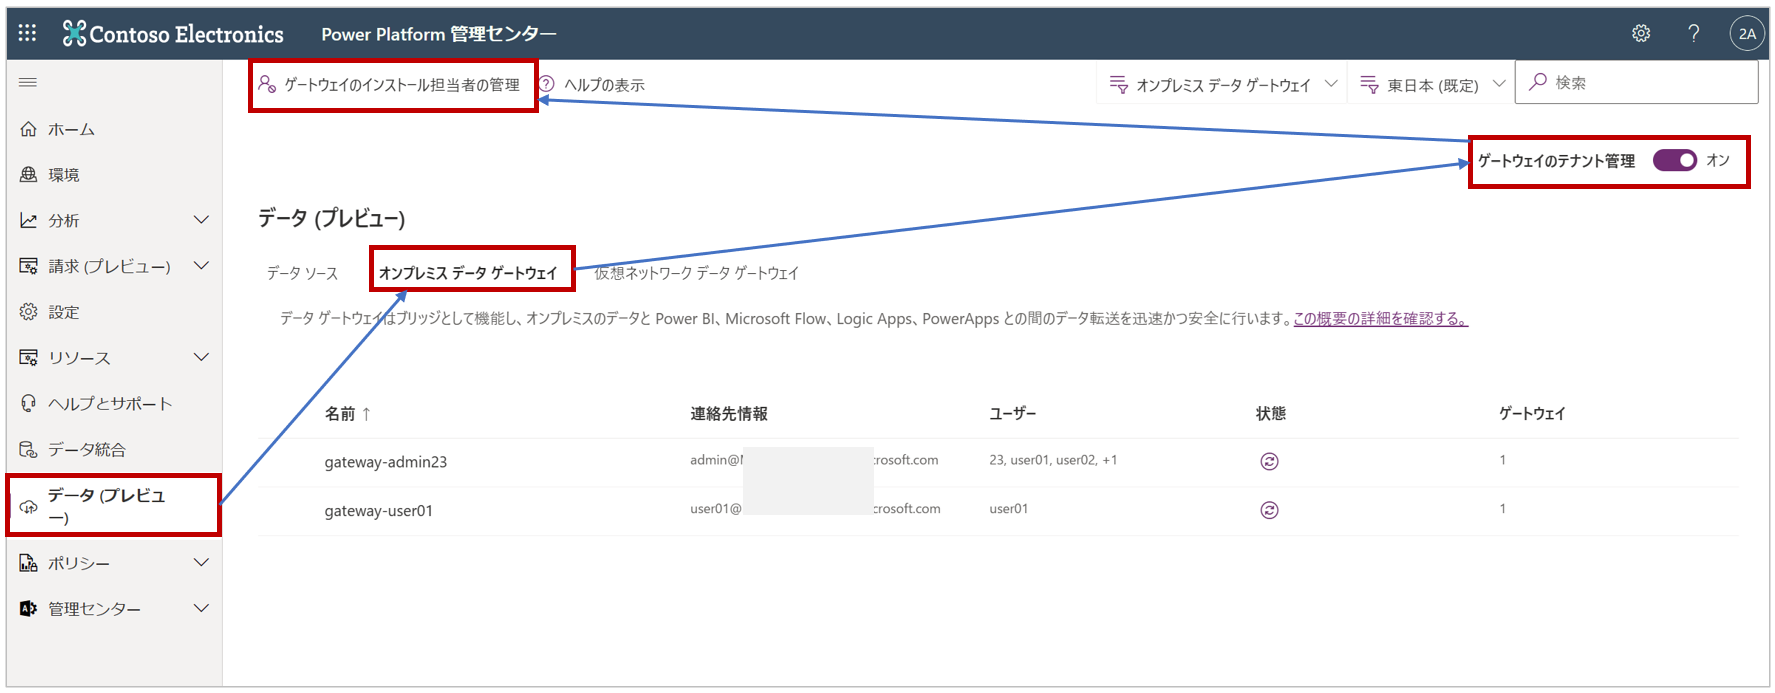 Contoso Electronics
Power Platform 管理センター
2A
ゲートウェイのインストール担当者の管理
ヘルプの表示
オンプレミス データ ゲートウェイ
東日本 (既定)
検索
ホーム
環境
分析
請求 (プレビュー)
設定
リソース
ヘルプとサポート
データ統合
データ (プレビュ
ー)
ポリシー
管理センター
ゲートウェイのテナント管理 オン
データ (プレビュー)
データ ソース
オンプレミス データ ゲートウェイ
仮想ネットワーク データ ゲートウェイ
データ ゲートウェイはブリッジとして機能し、オンプレミスのデータと Power BI、Microsoft Flow、Logic Apps、PowerApps との間のデータ転送を迅速かつ安全に行います。この概要の詳細を確認する。
名前 ↑ 連絡先情報 ユーザー 状態 ゲートウェイ
gateway-admin23 admin@ crosoft.com 23, user01, user02, +1 1
gateway-user01 user01@ crosoft.com user01 1